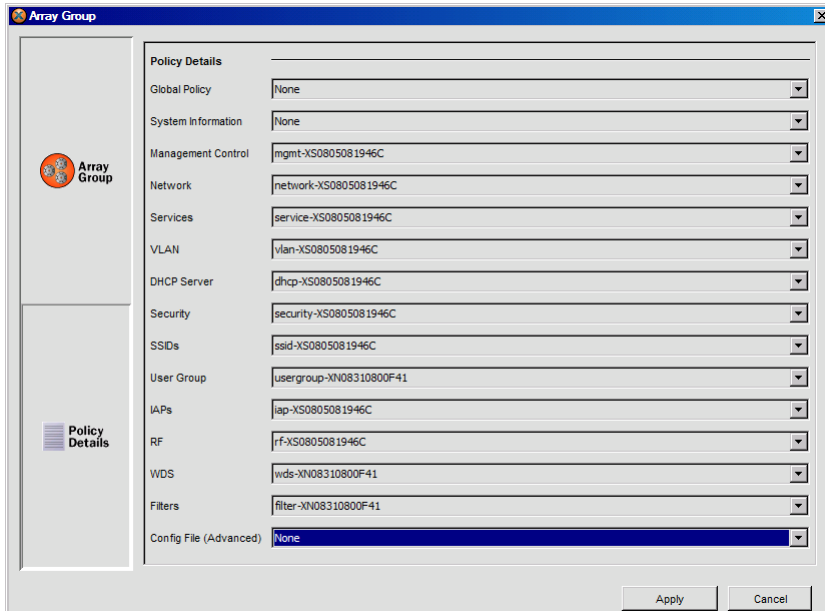 Array Group
Array
Group
Policy
Details
Policy Details
Global Policy None
System Information None
Management Control mgmt-XS0805081946C
Network network-XS0805081946C
Services service-XS0805081946C
VLAN vlan-XS0805081946C
DHCP Server dhcp-XS0805081946C
Security security-XS0805081946C
SSIDs ssid-XS0805081946C
User Group usergroup-XN08310800F41
IAPs iap-XS0805081946C
RF rf-XS0805081946C
WDS wds-XN08310800F41
Filters filter-XN08310800F41
Config File (Advanced) None
Apply Cancel